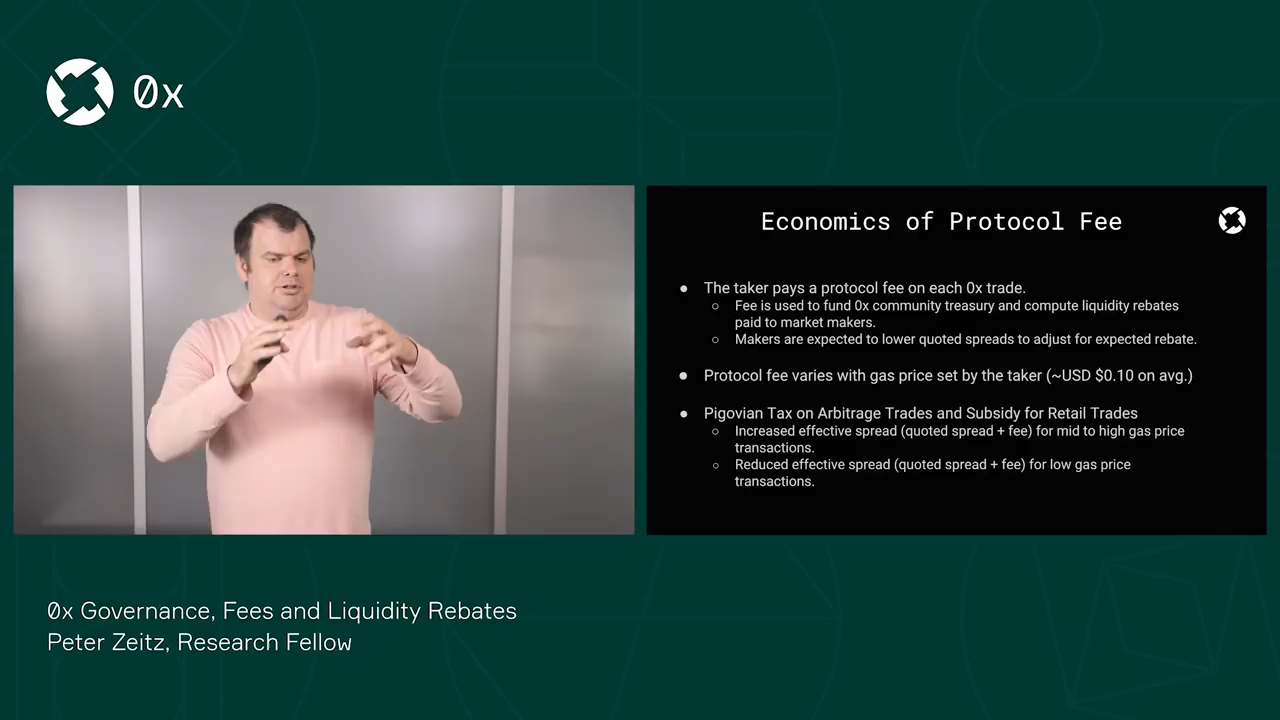 0x
Economics of Protocol Fee
● The taker pays a protocol fee on each 0x trade.
○ Fee is used to fund 0x community treasury and compute liquidity rebates
paid to market makers.
○ Makers are expected to lower quoted spreads to adjust for expected rebate.
● Protocol fee varies with gas price set by the taker (~USD $0.10 on avg.)
● Pigovian Tax on Arbitrage Trades and Subsidy for Retail Trades
○ Increased effective spread (quoted spread + fee) for mid to high gas price
transactions.
○ Reduced effective spread (quoted spread + fee) for low gas price
transactions.
0x Governance, Fees and Liquidity Rebates
Peter Zeitz, Research Fellow